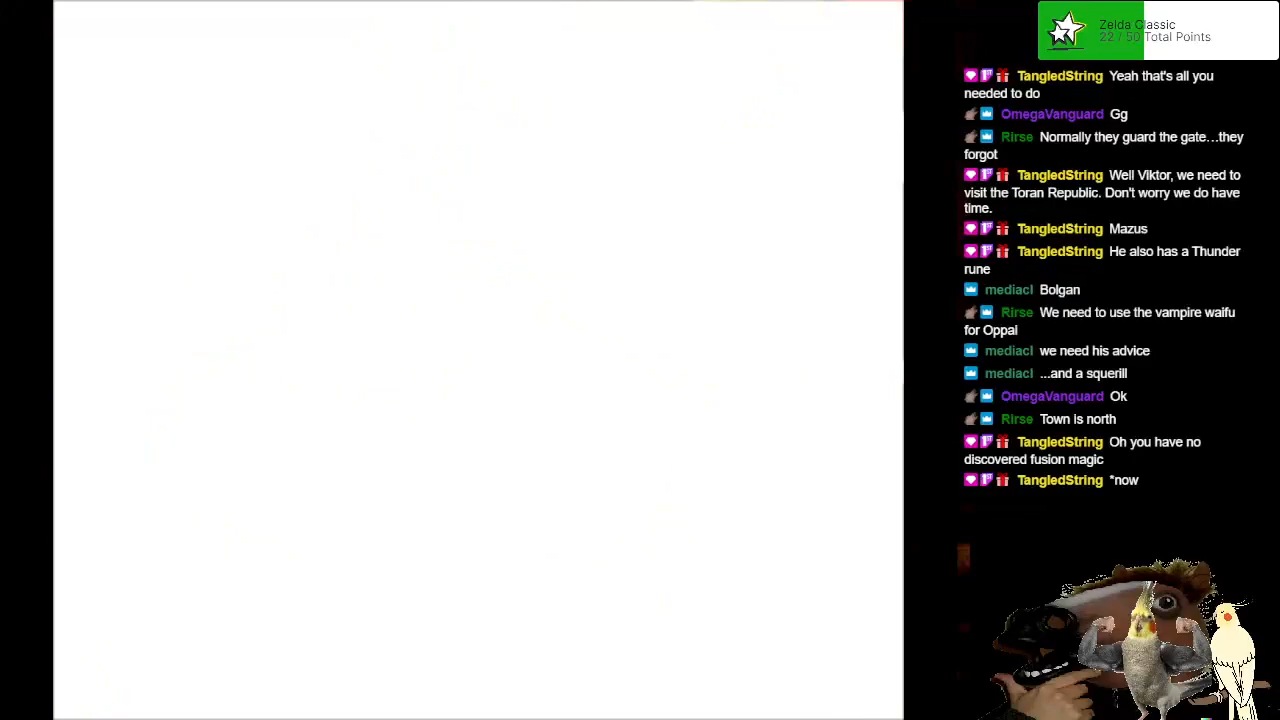 Zelda Classic
22 / 50 Total Points
TangledString Yeah that's all you
needed to do
OmegaVanguard Gg
Rirse Normally they guard the gate…they
forgot
TangledString Well Viktor, we need to
visit the Toran Republic. Don't worry we do have
time.
TangledString Mazus
TangledString He also has a Thunder
rune
mediacl Bolgan
Rirse We need to use the vampire waifu
for Oppai
mediacl we need his advice
mediacl ...and a squerill
OmegaVanguard Ok
Rirse Town is north
TangledString Oh you have no
discovered fusion magic
TangledString *now